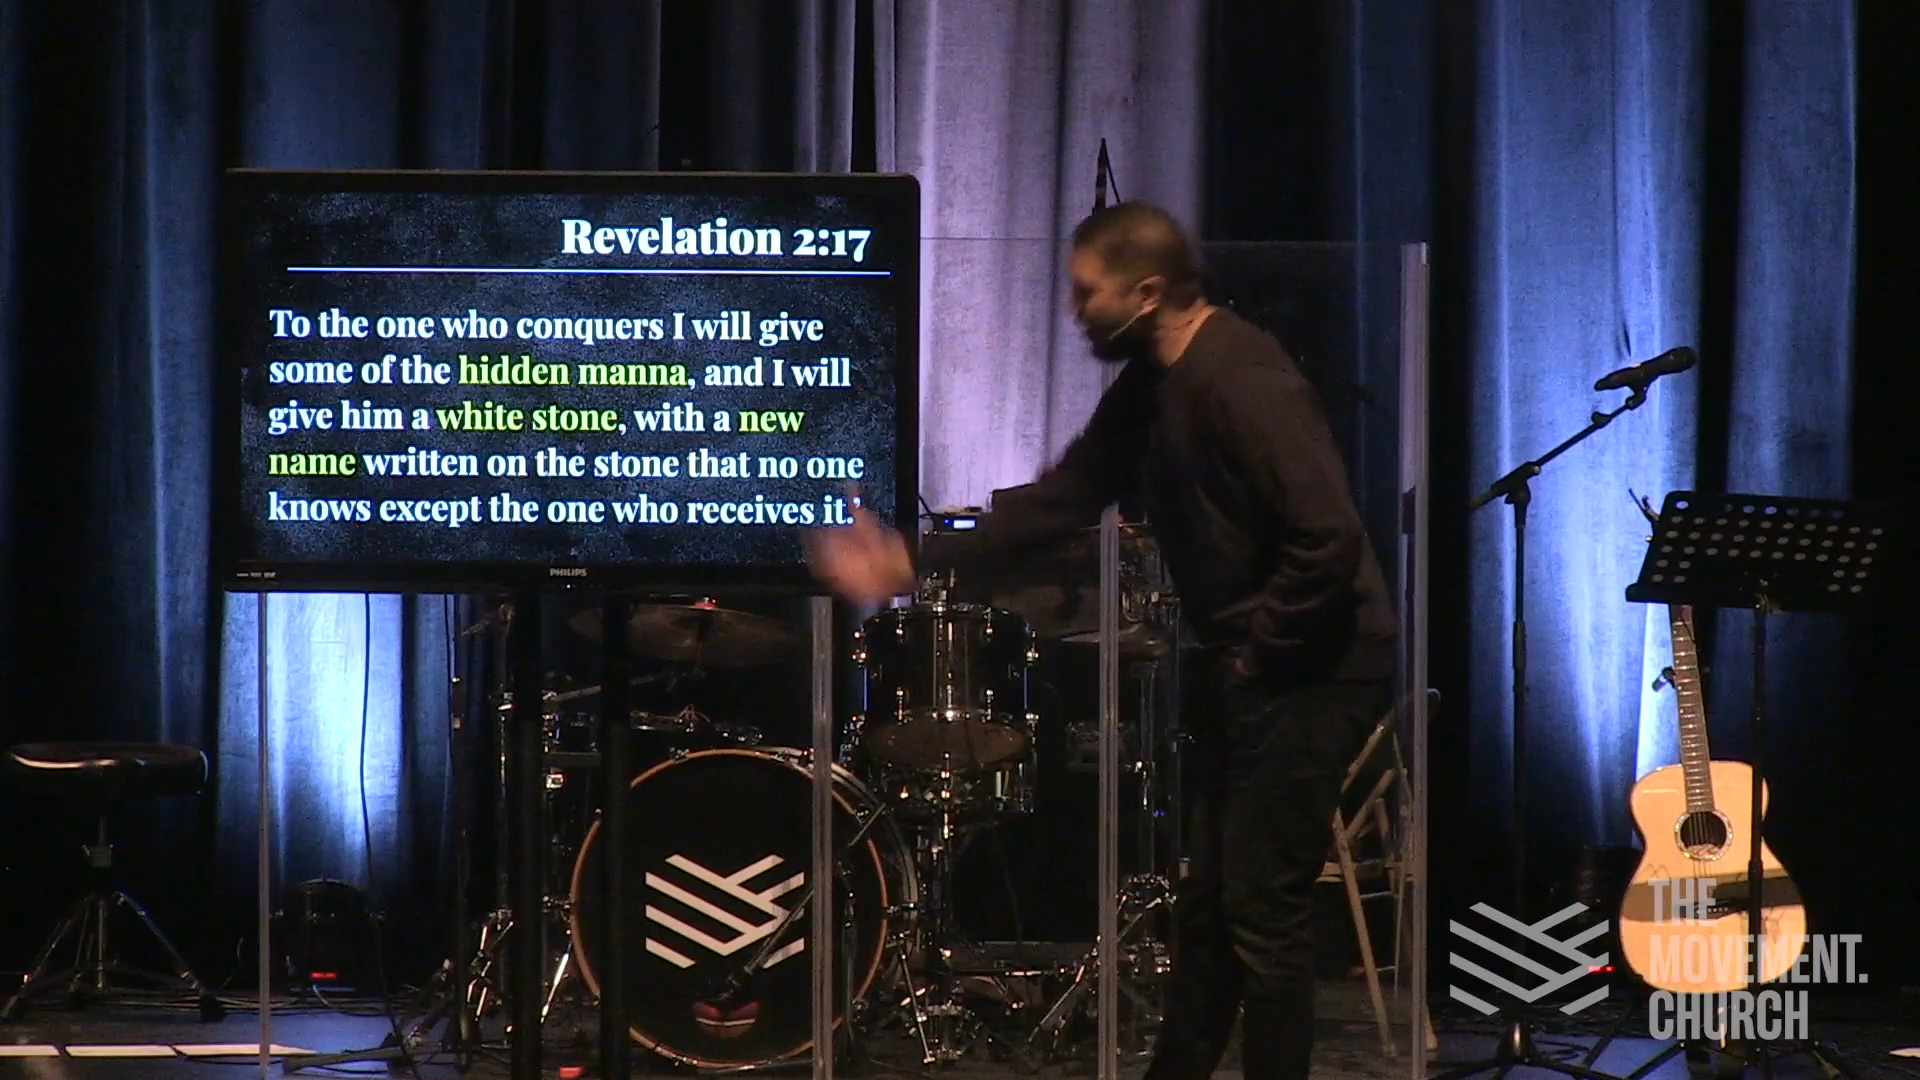 Revelation 2:17
To the one who conquers I will give
some of the hidden manna, and I will
give him a white stone, with a new
name written on the stone that no one
knows except the one who receives it.’
PHILIPS
THE
MOVEMENT.
CHURCH